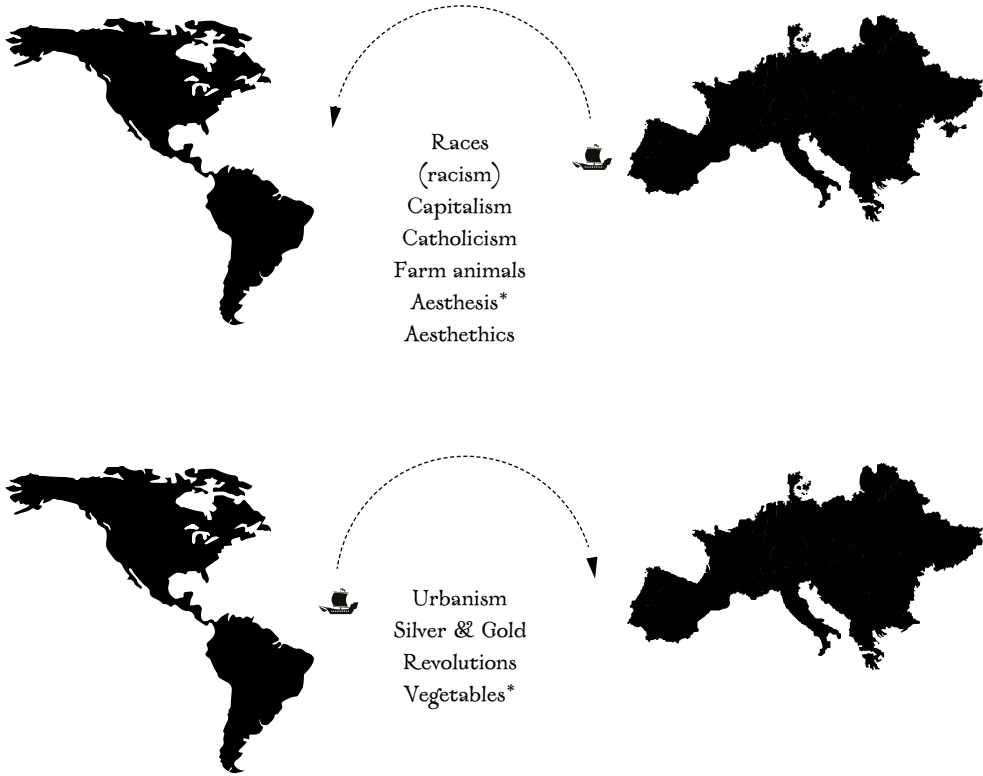 Races
(racism)
Capitalism
Catholicism
Farm animals
Aesthesis*
Aesthethics
Urbanism
Silver & Gold
Revolutions
Vegetables*